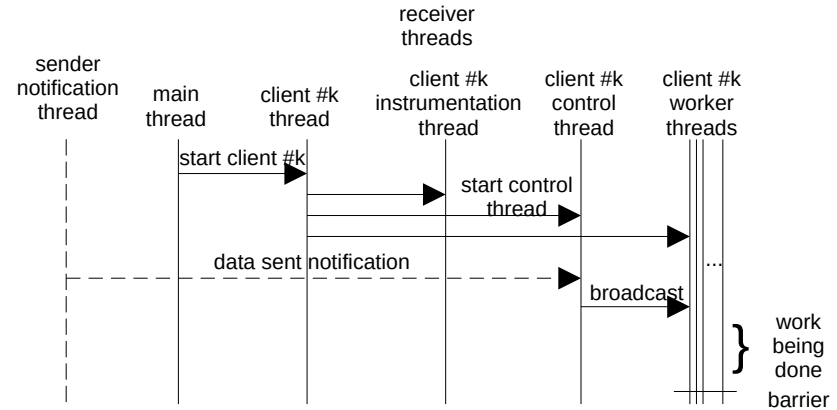 receiver
threads
sender
notification
thread
main
thread
client #k
thread
client #k
instrumentation
thread
client #k
control
thread
client #k
worker
threads
start client #k
start control
thread
data sent notification
...
broadcast
}
work
being
done
barrier